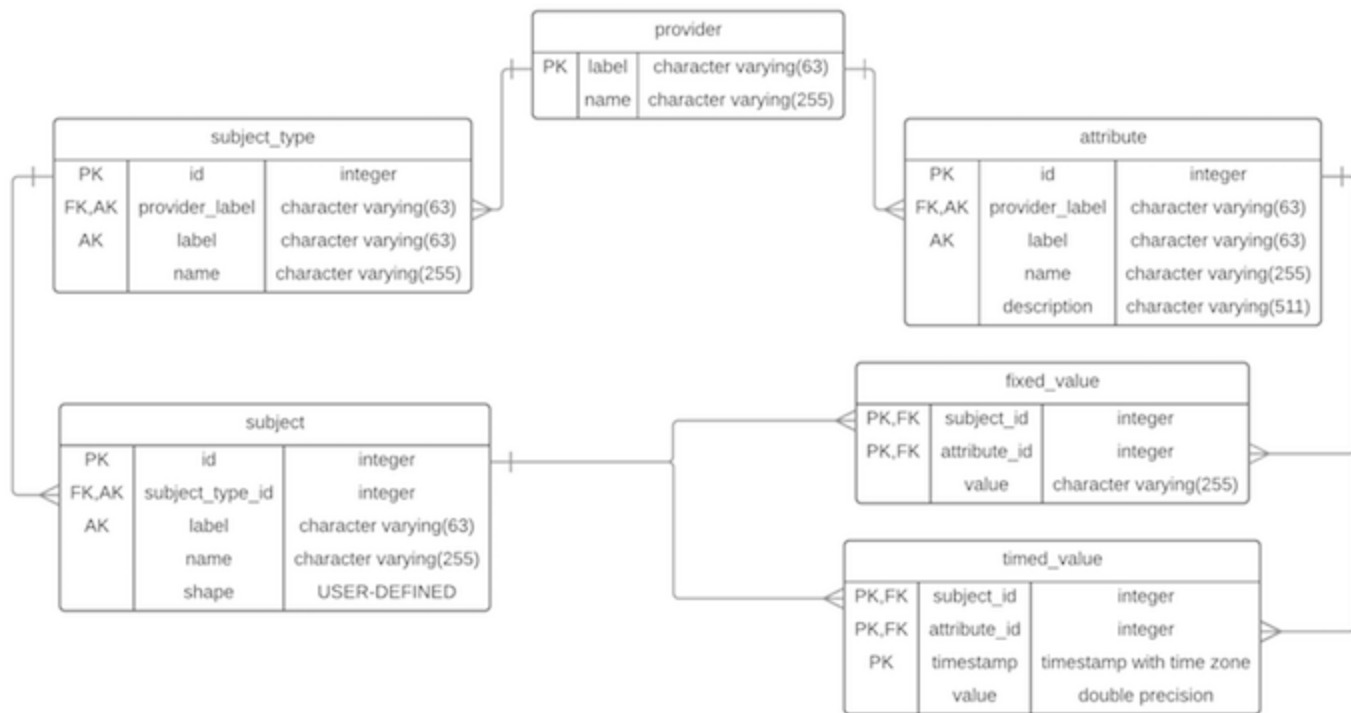 provider
PK label character varying(63)
name character varying(255)
subject_type
PK id integer
FK,AK provider_label character varying(63)
AK label character varying(63)
name character varying(255)
attribute
PK id integer
FK,AK provider_label character varying(63)
AK label character varying(63)
name character varying(255)
description character varying(511)
subject
PK id integer
FK,AK subject_type_id integer
AK label character varying(63)
name character varying(255)
shape USER-DEFINED
fixed_value
PK,FK subject_id integer
PK,FK attribute_id integer
value character varying(255)
timed_value
PK,FK subject_id integer
PK,FK attribute_id integer
PK timestamp timestamp with time zone
value double precision